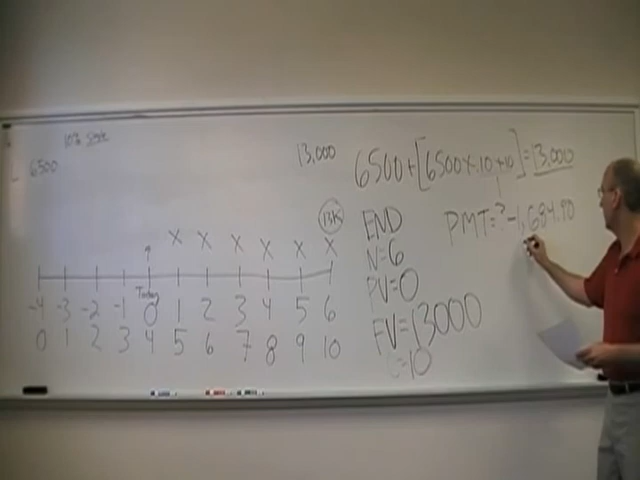 10% Simple
- 6500
13,000
6500+[6500×.10×10]=13,000
1
PMT=? -1,684.90
END
N=6
PV=0
FV=13000
i=10
13K
X X X X X X
Today
-4 -3 -2 -1 0 1 2 3 4 5 6
0 1 2 3 4 5 6 7 8 9 10